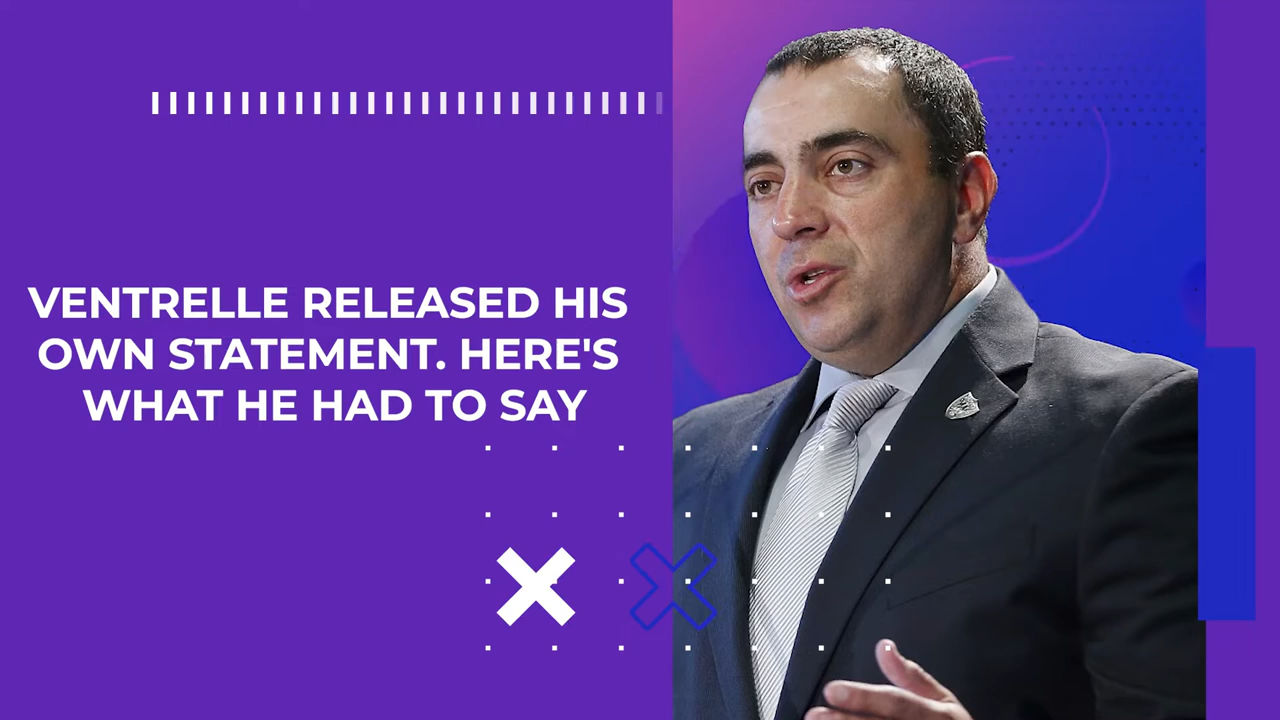 VENTRELLE RELEASED HIS
OWN STATEMENT. HERE'S
WHAT HE HAD TO SAY